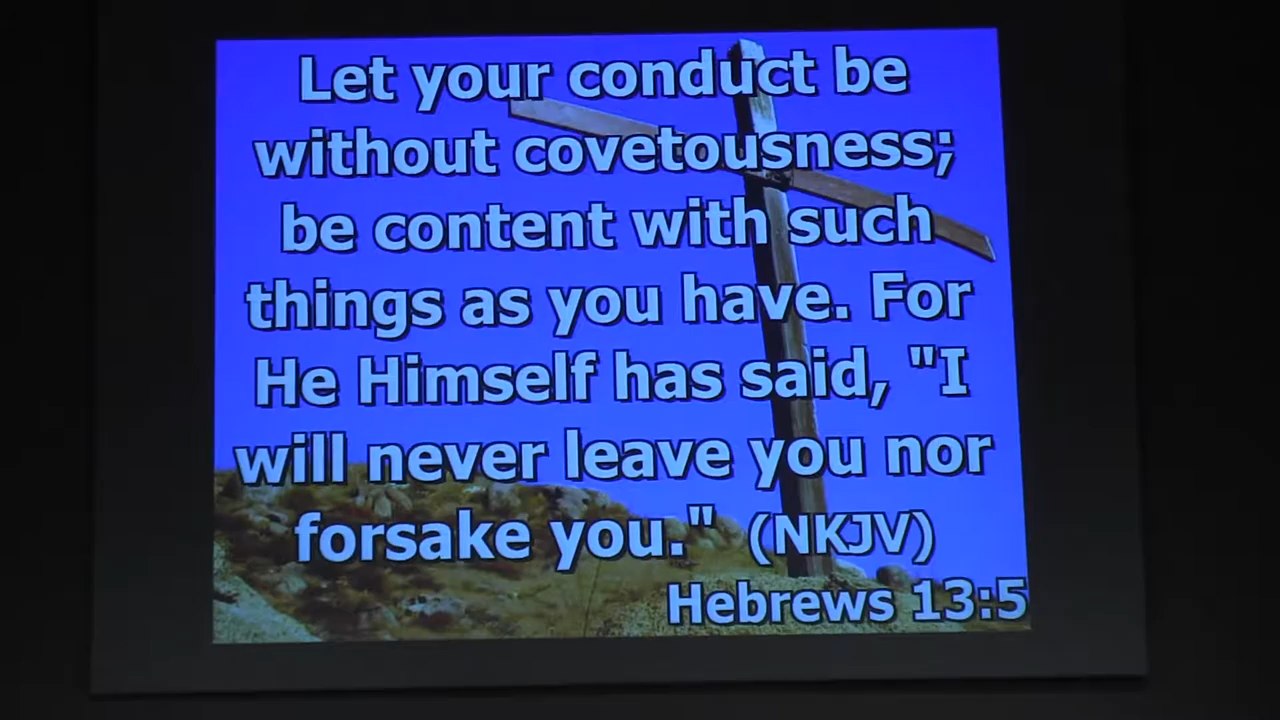 Let your conduct be
without covetousness;
be content with such
things as you have. For
He Himself has said, "I
will never leave you nor
forsake you." (NKJV)
Hebrews 13:5